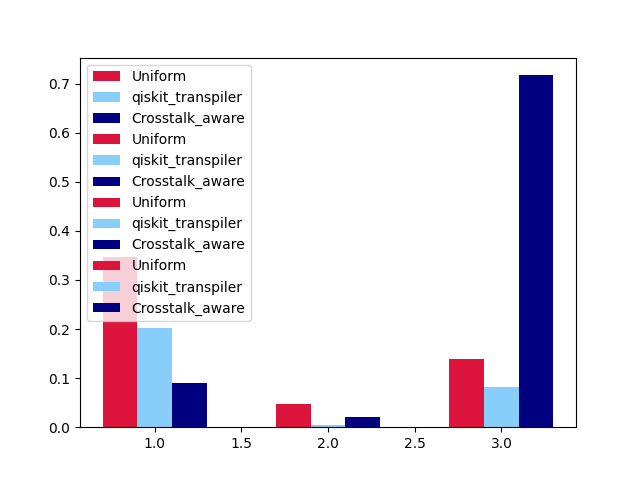 0.7
0.6
0.5
0.4
0.3
0.2
0.1
0.0
Uniform
qiskit_transpiler
Crosstalk_aware
Uniform
qiskit_transpiler
Crosstalk_aware
Uniform
qiskit_transpiler
Crosstalk_aware
Uniform
qiskit_transpiler
Crosstalk_aware
1.0 1.5 2.0 2.5 3.0